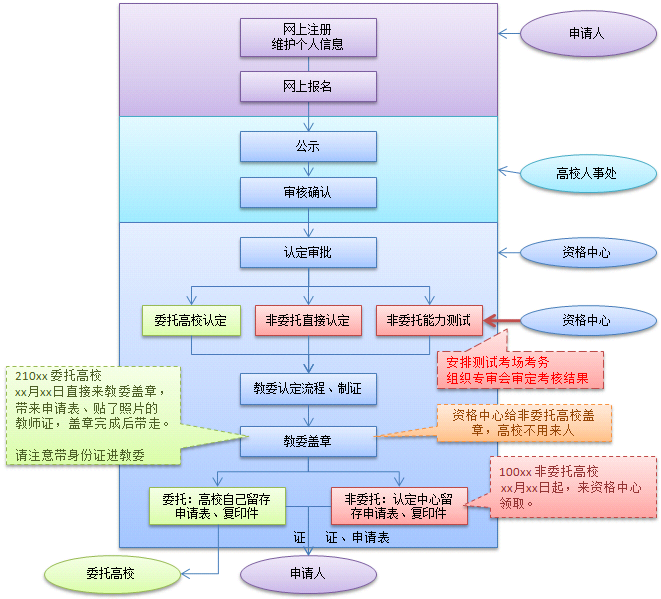 网上注册
维护个人信息
申请人
网上报名
公示
高校人事处
审核确认
认定审批
资格中心
委托高校认定
非委托直接认定
非委托能力测试
资格中心
安排测试考场考务
组织专审会审定考核结果
210xx 委托高校
xx月xx日直接来教委盖章，
带来申请表、贴了照片的
教师证，盖章完成后带走。
请注意带身份证进教委
教委认定流程、制证
资格中心给非委托高校盖
章，高校不用来人
教委盖章
100xx 非委托高校
xx月xx日起，来资格中心
领取。
委托：高校自己留存
申请表、复印件
非委托：认定中心留
存申请表、复印件
证
证、申请表
委托高校
申请人